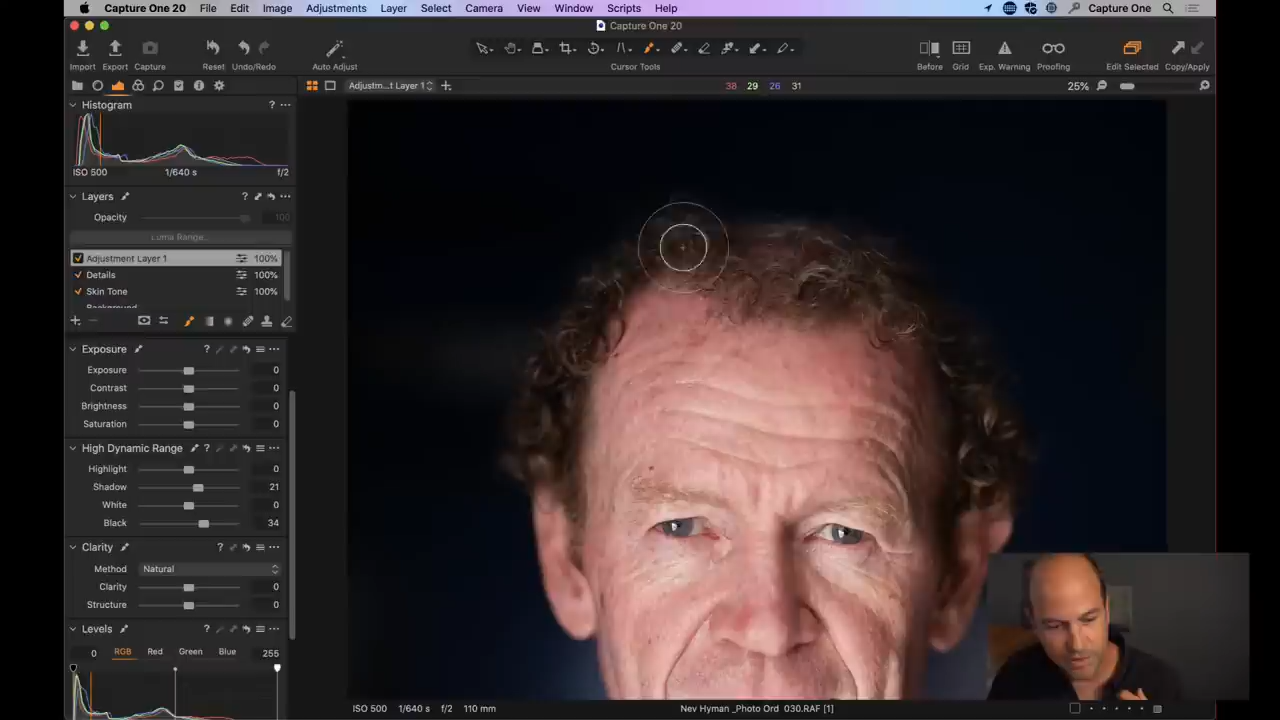 Capture One 20 File Edit Image Adjustments Layer Select Camera View Window Scripts Help Capture One
Capture One 20
Import Export Capture Reset Undo/Redo Auto Adjust Cursor Tools Before Grid Exp. Warning Proofing Edit Selected Copy/Apply
Adjustm...t Layer 1 38 29 26 31 25%
Histogram ?
ISO 500 1/640 s f/2
Layers ?
Opacity 100
Luma Range...
Adjustment Layer 1 100%
Details 100%
Skin Tone 100%
Background
Exposure ?
Exposure 0
Contrast 0
Brightness 0
Saturation 0
High Dynamic Range ?
Highlight 0
Shadow 21
White 0
Black 34
Clarity ?
Method Natural
Clarity 0
Structure 0
Levels ?
0 RGB Red Green Blue 255
ISO 500 1/640 s f/2 110 mm Nev Hyman _Photo Ord 030.RAF [1]